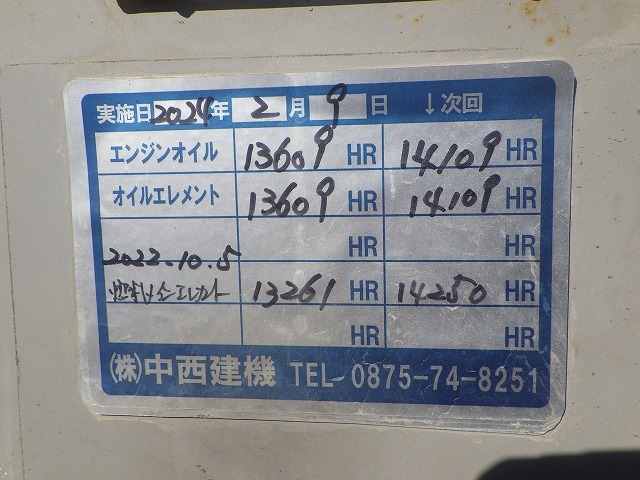 実施日 2024年 2月 9日 ↓次回
エンジンオイル 13609 HR 14109 HR
オイルエレメント 13609 HR 14109 HR
HR HR
2022.10.5
燃料メインエレメント 13261 HR 14250 HR
HR HR
(株)中西建機 TEL 0875-74-8251